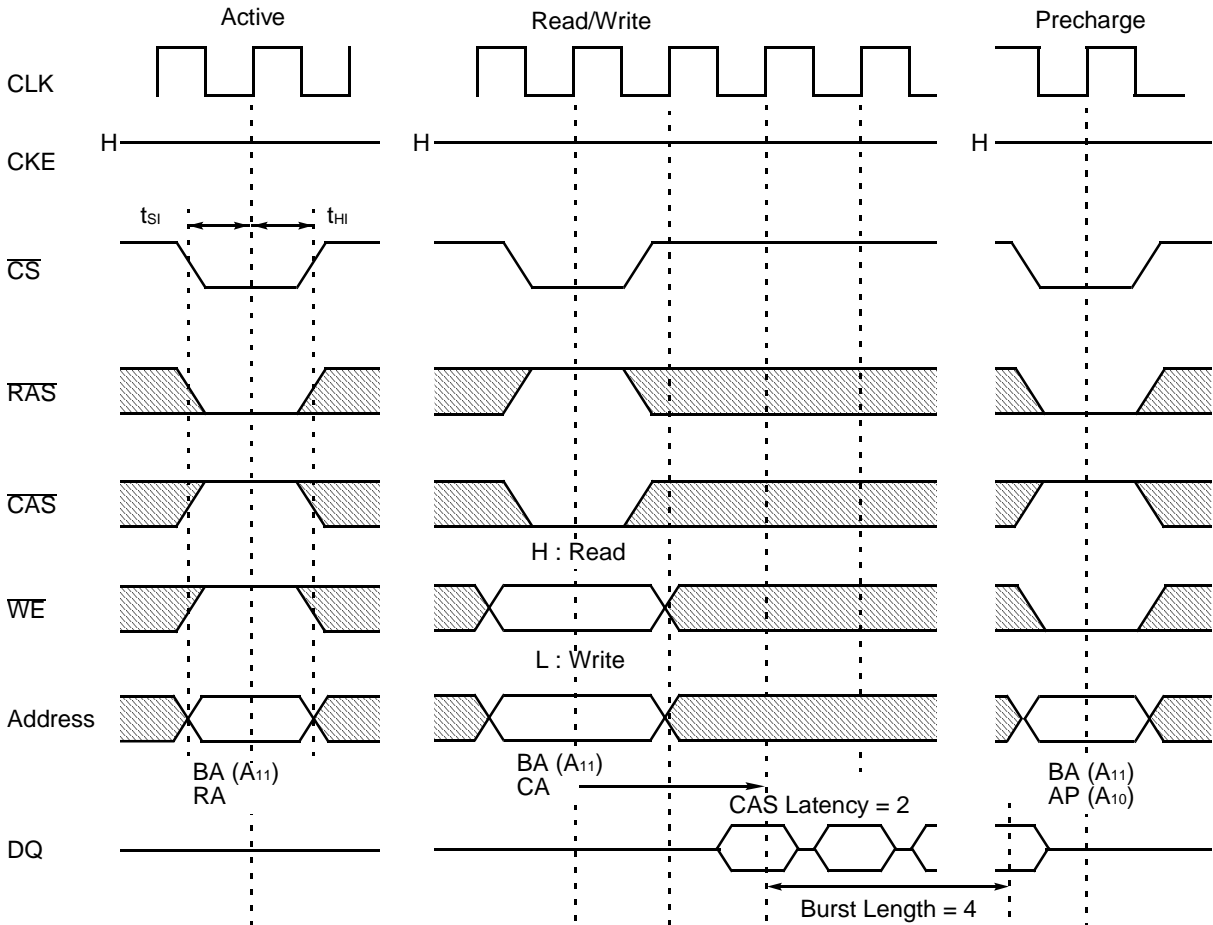 Active Read/Write Precharge
CLK
H H H
CKE
tSI tHI
CS
RAS
CAS
H : Read
WE
L : Write
Address
BA (A11) BA (A11) BA (A11)
RA CA AP (A10)
CAS Latency = 2
DQ
Burst Length = 4